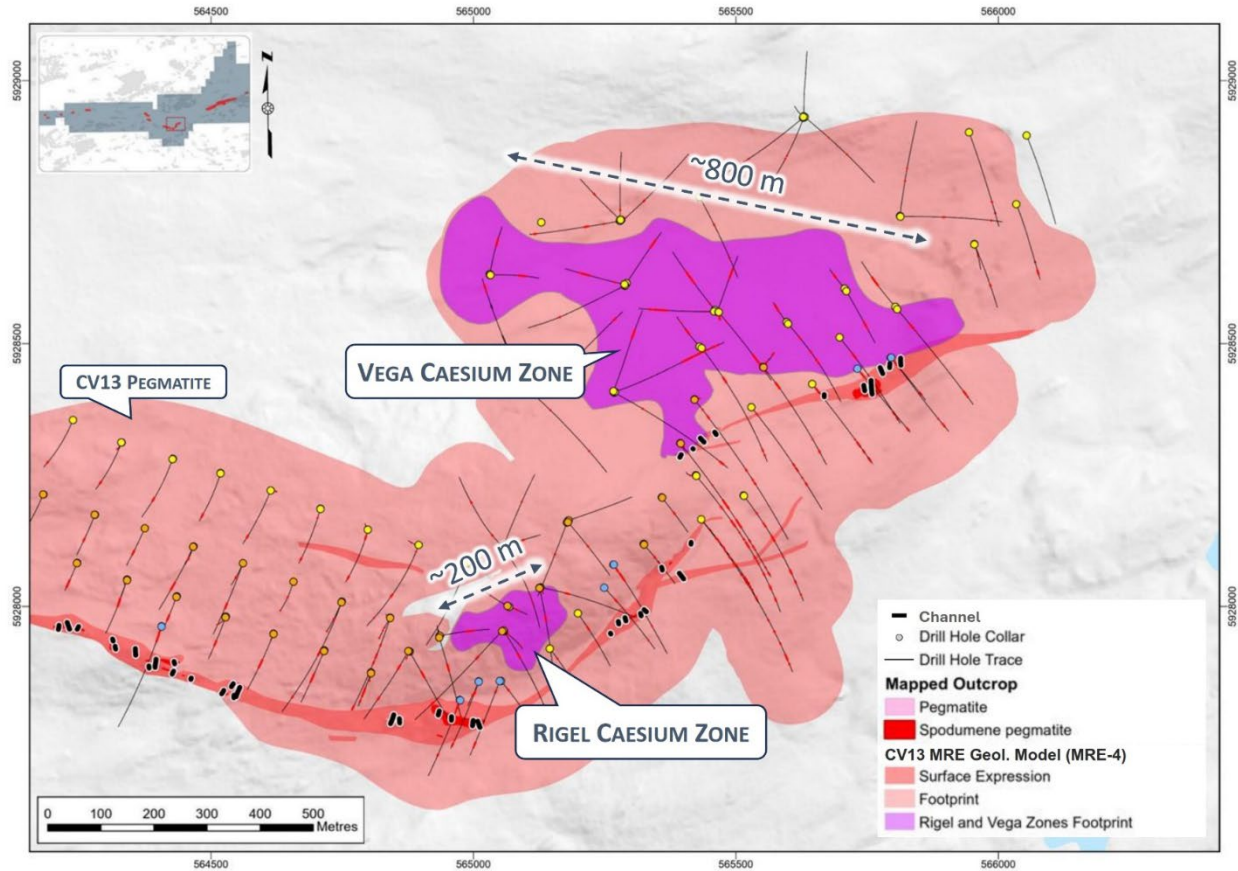 564500 565000 565500 566000
5929000 5929000
N
~800 m
5928500 5928500
VEGA CAESIUM ZONE
CV13 PEGMATITE
~200 m
5928000 5928000
RIGEL CAESIUM ZONE
Channel
Drill Hole Collar
Drill Hole Trace
Mapped Outcrop
Pegmatite
Spodumene pegmatite
CV13 MRE Geol. Model (MRE-4)
Surface Expression
Footprint
Rigel and Vega Zones Footprint
0 100 200 300 400 500
Metres
564500 565000 565500 566000